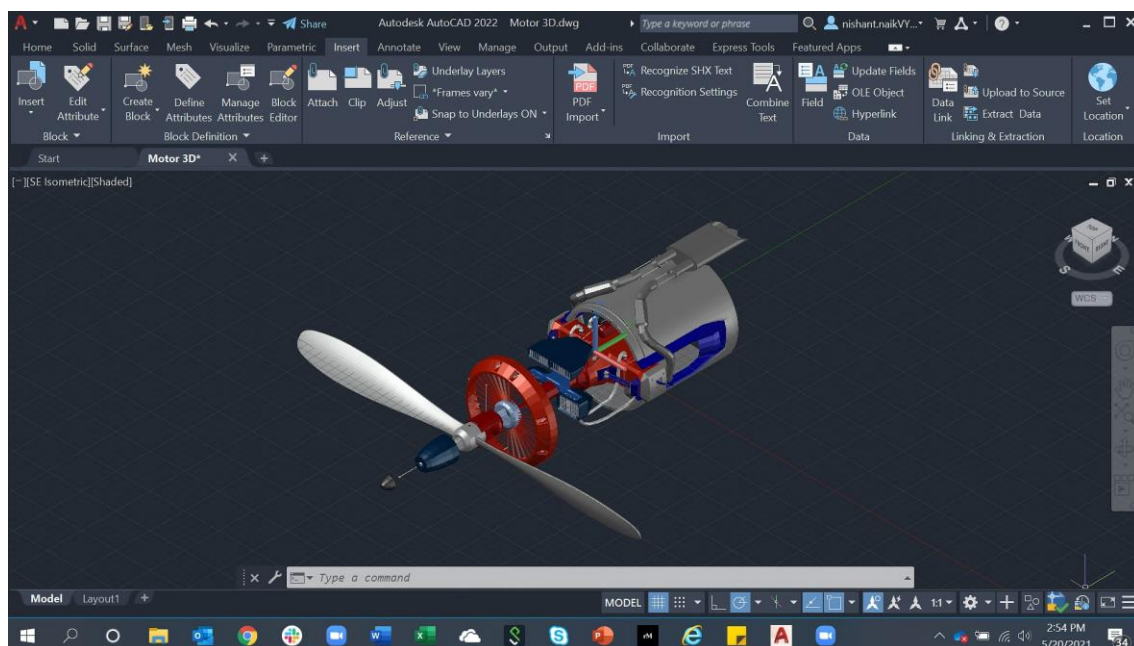 Share Autodesk AutoCAD 2022 Motor 3D.dwg Type a keyword or phrase nishant.naikVY...
Home Solid Surface Mesh Visualize Parametric Insert Annotate View Manage Output Add-ins Collaborate Express Tools Featured Apps
Insert Edit Attribute Create Block Define Attributes Manage Attributes Block Editor Attach Clip Adjust
Underlay Layers
*Frames vary*
Snap to Underlays ON
PDF Import
Recognize SHX Text
Recognition Settings
Combine Text
Field
Update Fields
OLE Object
Hyperlink
Data Link
Upload to Source
Extract Data
Set Location
Block Block Definition Reference Import Data Linking & Extraction Location
Start Motor 3D*
[-][SE Isometric][Shaded]
TOP
FRONT RIGHT
W N
S E
WCS
Type a command
Model Layout1 MODEL 1:1
2:54 PM
5/20/2021 34